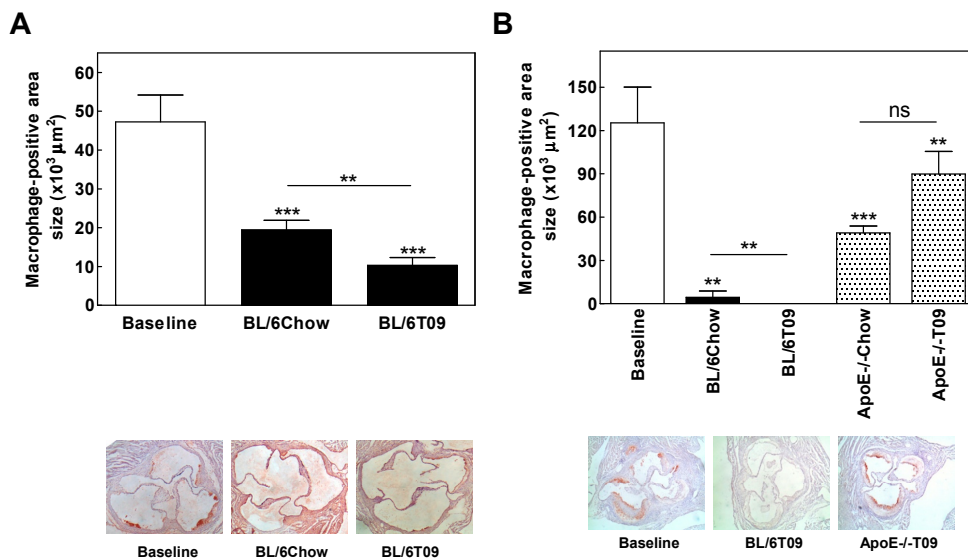 A
Macrophage-positive area
size (x10³ μm²)
60
50
40
30
20
10
0
**
***
***
Baseline
BL/6Chow
BL/6T09
Baseline
BL/6Chow
BL/6T09
B
Macrophage-positive area
size (x10³ μm²)
150
120
90
60
30
0
ns
**
***
**
**
Baseline
BL/6Chow
BL/6T09
ApoE-/-Chow
ApoE-/-T09
Baseline
BL/6T09
ApoE-/-T09